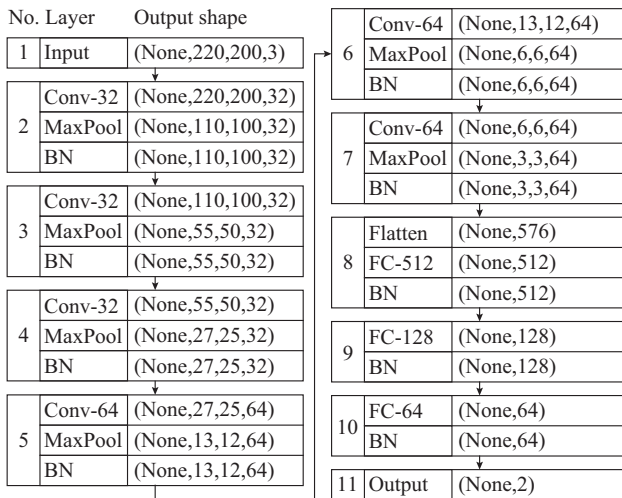 No. Layer Output shape
1 Input (None,220,200,3)
Conv-32 (None,220,200,32)
2 MaxPool (None,110,100,32)
BN (None,110,100,32)
Conv-32 (None,110,100,32)
3 MaxPool (None,55,50,32)
BN (None,55,50,32)
Conv-32 (None,55,50,32)
4 MaxPool (None,27,25,32)
BN (None,27,25,32)
Conv-64 (None,27,25,64)
5 MaxPool (None,13,12,64)
BN (None,13,12,64)
Conv-64 (None,13,12,64)
6 MaxPool (None,6,6,64)
BN (None,6,6,64)
Conv-64 (None,6,6,64)
7 MaxPool (None,3,3,64)
BN (None,3,3,64)
Flatten (None,576)
8 FC-512 (None,512)
BN (None,512)
9 FC-128 (None,128)
BN (None,128)
10 FC-64 (None,64)
BN (None,64)
11 Output (None,2)